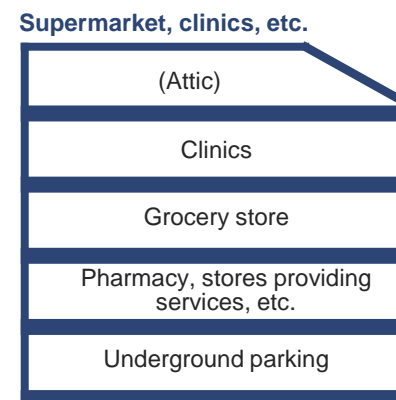 Supermarket, clinics, etc.
(Attic)
Clinics
Grocery store
Pharmacy, stores providing
services, etc.
Underground parking